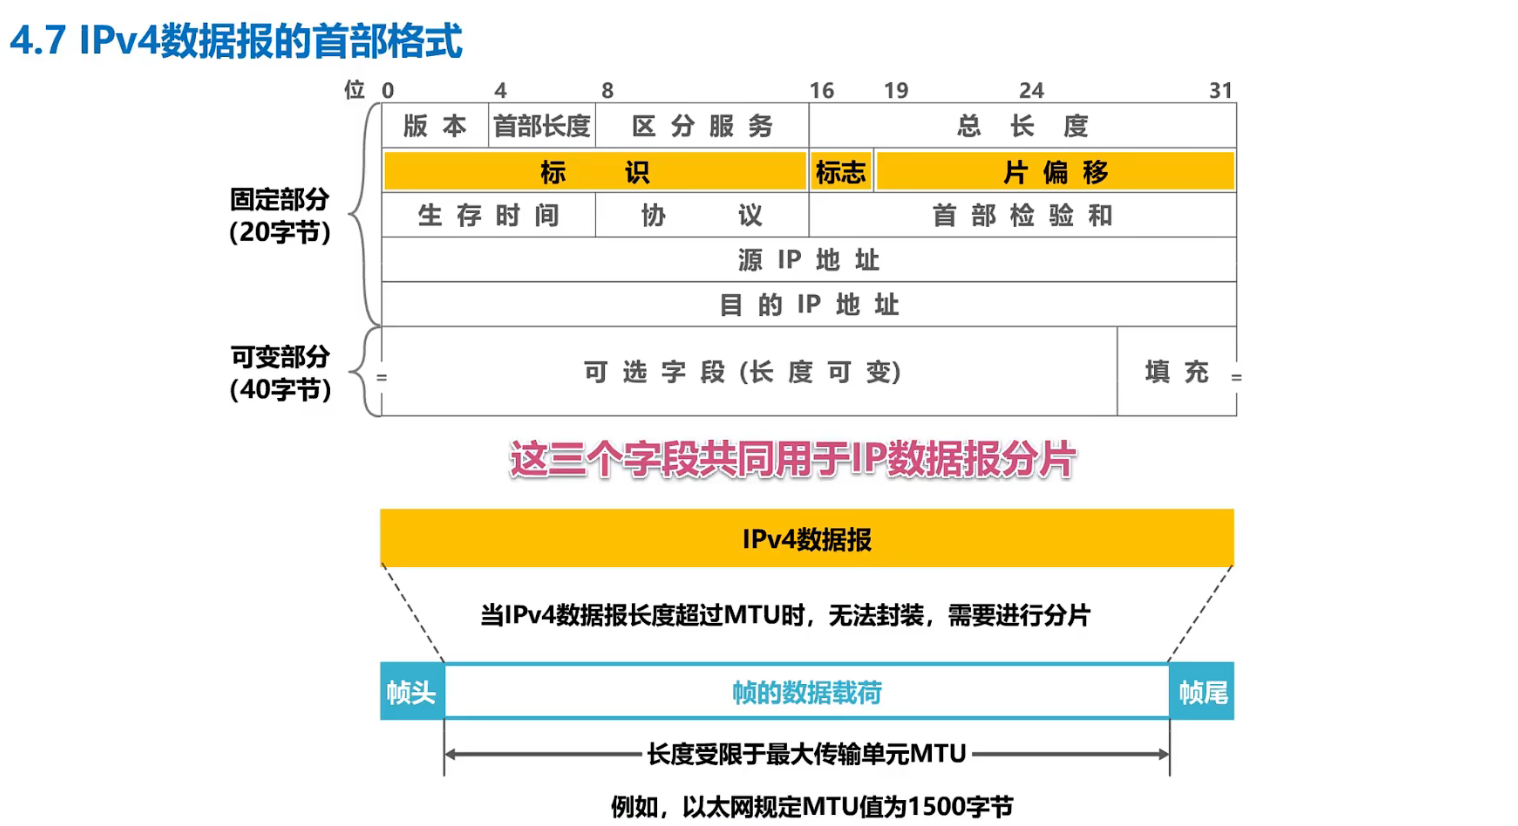 4.7 IPv4数据报的首部格式
位 0 4 8 16 19 24 31
版 本 首部长度 区 分 服 务 总 长 度
标 识 标志 片 偏 移
固定部分
(20字节)
生 存 时 间 协 议 首 部 检 验 和
源 IP 地 址
目 的 IP 地 址
可变部分
(40字节)
可 选 字 段 (长 度 可 变) 填 充
这三个字段共同用于IP数据报分片
IPv4数据报
当IPv4数据报长度超过MTU时，无法封装，需要进行分片
帧头 帧的数据载荷 帧尾
长度受限于最大传输单元MTU
例如，以太网规定MTU值为1500字节